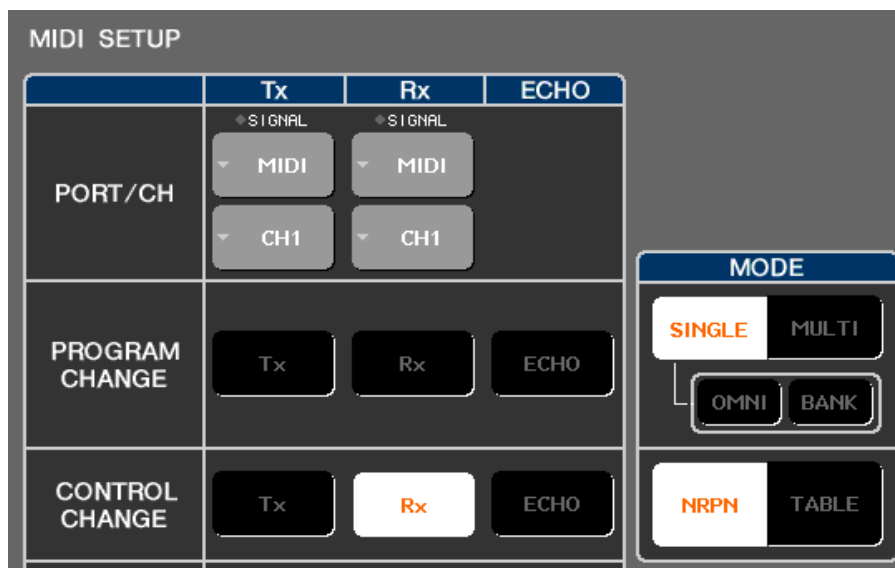 MIDI SETUP
Tx Rx ECHO
SIGNAL SIGNAL
PORT/CH MIDI MIDI
CH1 CH1
MODE
PROGRAM CHANGE Tx Rx ECHO
SINGLE MULTI
OMNI BANK
CONTROL CHANGE Tx Rx ECHO
NRPN TABLE